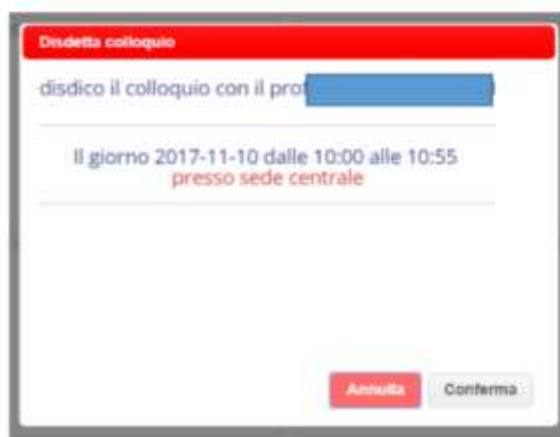 Disdetta colloquio
disdico il colloquio con il prof
Il giorno 2017-11-10 dalle 10:00 alle 10:55
presso sede centrale
Annulla Conferma